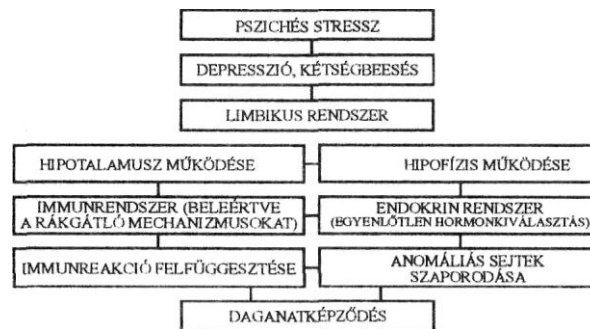 PSZICHÉS STRESSZ
DEPRESSZIÓ, KÉTSÉGBEESÉS
LIMBIKUS RENDSZER
HIPOTALAMUSZ MŰKÖDÉSE
HIPOFÍZIS MŰKÖDÉSE
IMMUNRENDSZER (BELEÉRTVE
A RÁKGÁTLÓ MECHANIZMUSOKAT)
ENDOKRIN RENDSZER
(EGYENLŐTLEN HORMONKIVÁLASZTÁS)
IMMUNREAKCIÓ FELFÜGGESZTÉSE
ANOMÁLIÁS SEJTEK
SZAPORODÁSA
DAGANATKÉPZŐDÉS